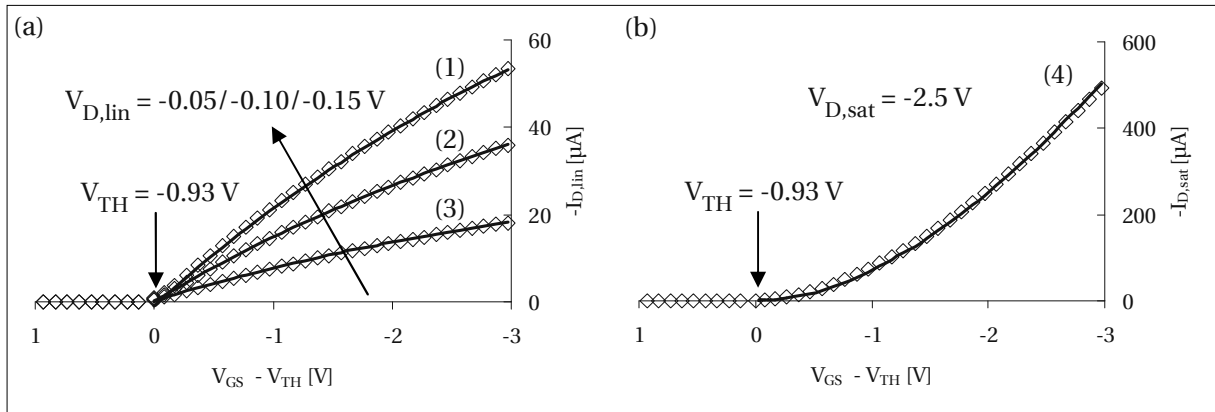 (a)
60
40
20
0
-I_D,lin [µA]
(1)
(2)
(3)
V_D,lin = -0.05/-0.10/-0.15 V
V_TH = -0.93 V
1 0 -1 -2 -3
V_GS - V_TH [V]
(b)
600
400
200
0
-I_D,sat [µA]
(4)
V_D,sat = -2.5 V
V_TH = -0.93 V
1 0 -1 -2 -3
V_GS - V_TH [V]